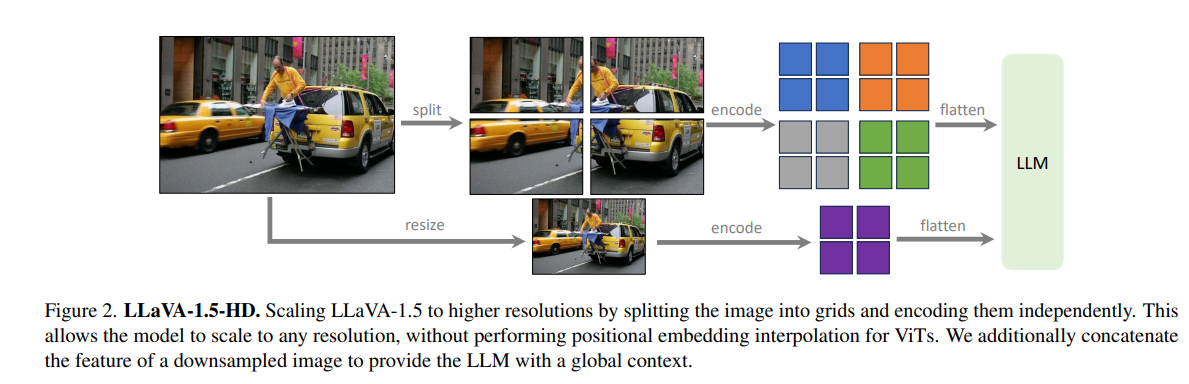 split
encode
flatten
LLM
resize
encode
flatten
Figure 2. LLaVA-1.5-HD. Scaling LLaVA-1.5 to higher resolutions by splitting the image into grids and encoding them independently. This
allows the model to scale to any resolution, without performing positional embedding interpolation for ViTs. We additionally concatenate
the feature of a downsampled image to provide the LLM with a global context.